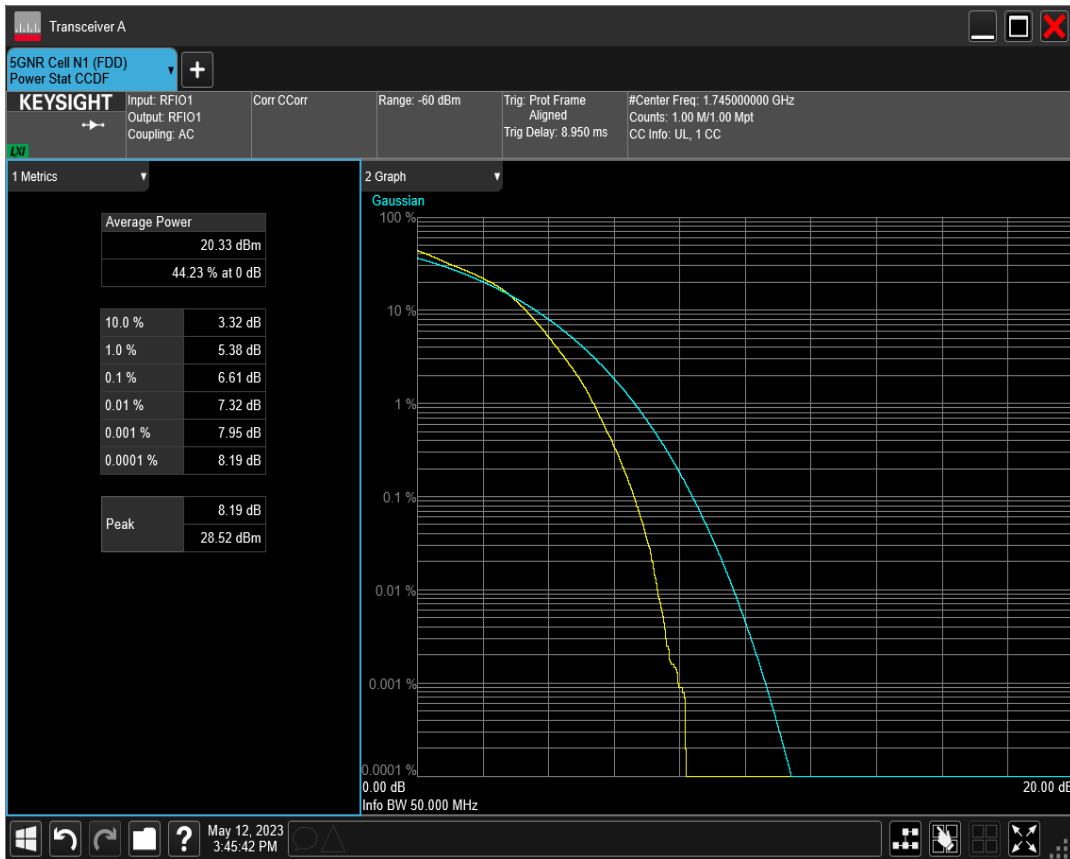 Transceiver A
5GNR Cell N1 (FDD)
Power Stat CCDF
+
KEYSIGHT
LXI
Input: RFIO1
Output: RFIO1
Coupling: AC
Corr CCorr
Range: -60 dBm
Trig: Prot Frame
Aligned
Trig Delay: 8.950 ms
#Center Freq: 1.745000000 GHz
Counts: 1.00 M/1.00 Mpt
CC Info: UL, 1 CC
1 Metrics
Average Power
20.33 dBm
44.23 % at 0 dB
10.0 % 3.32 dB
1.0 % 5.38 dB
0.1 % 6.61 dB
0.01 % 7.32 dB
0.001 % 7.95 dB
0.0001 % 8.19 dB
Peak
8.19 dB
28.52 dBm
2 Graph
Gaussian
100 %
10 %
1 %
0.1 %
0.01 %
0.001 %
0.0001 %
0.00 dB 20.00 dB
Info BW 50.000 MHz
?
May 12, 2023
3:45:42 PM